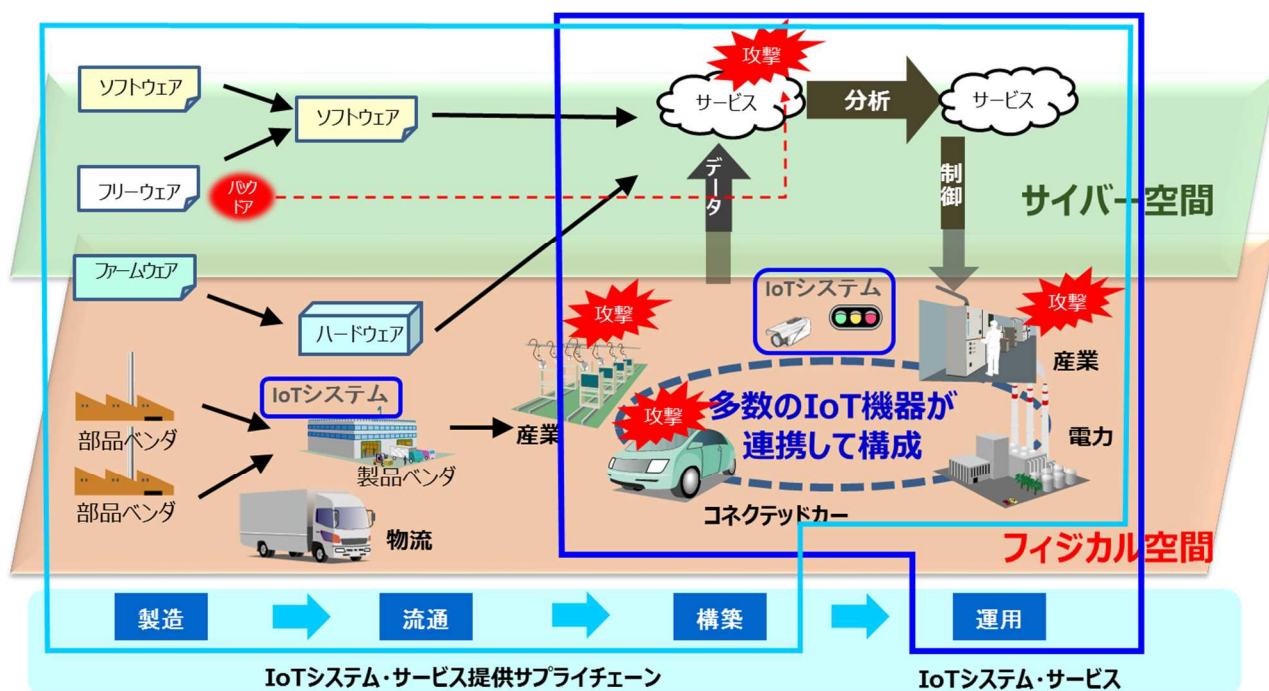 攻撃
ソフトウェア
ソフトウェア
サービス
分析
サービス
フリーウェア
バック
ドア
データ
制御
サイバー空間
ファームウェア
ハードウェア
攻撃
IoTシステム
攻撃
産業
IoTシステム
部品ベンダ
製品ベンダ
産業
攻撃
多数のIoT機器が
連携して構成
電力
部品ベンダ
物流
コネクテッドカー
フィジカル空間
製造
流通
構築
運用
IoTシステム・サービス提供サプライチェーン
IoTシステム・サービス